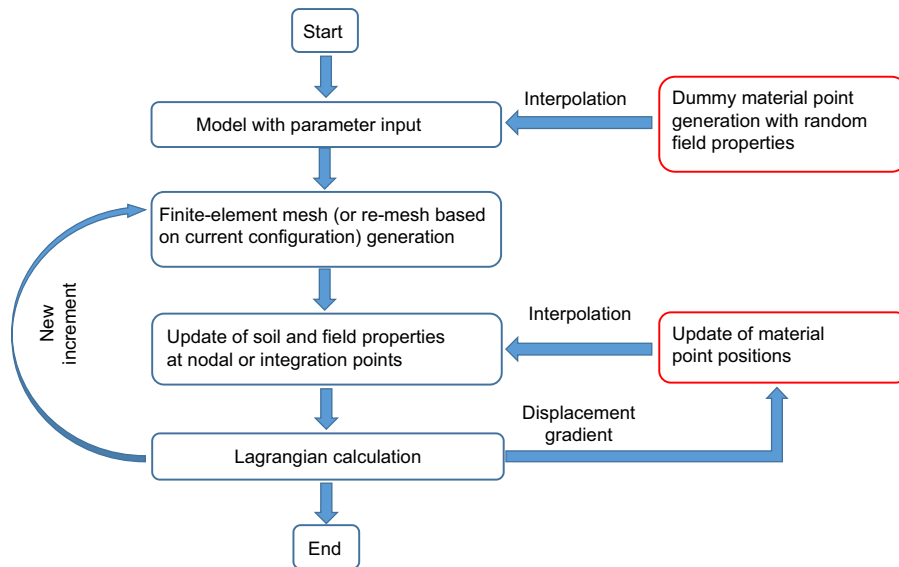 Start
Interpolation
Dummy material point
generation with random
field properties
Model with parameter input
Finite-element mesh (or re-mesh based
on current configuration) generation
New
increment
Interpolation
Update of soil and field properties
at nodal or integration points
Update of material
point positions
Displacement
gradient
Lagrangian calculation
End